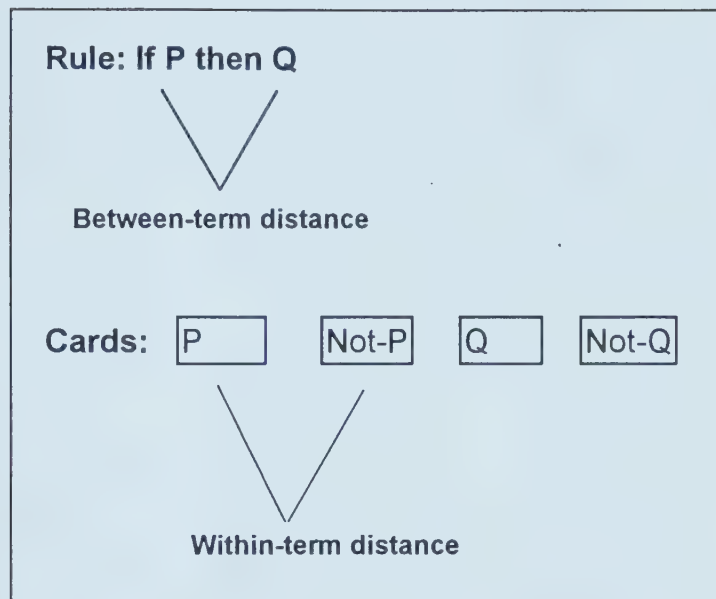 Rule: If P then Q
Between-term distance
Cards: P Not-P Q Not-Q
Within-term distance